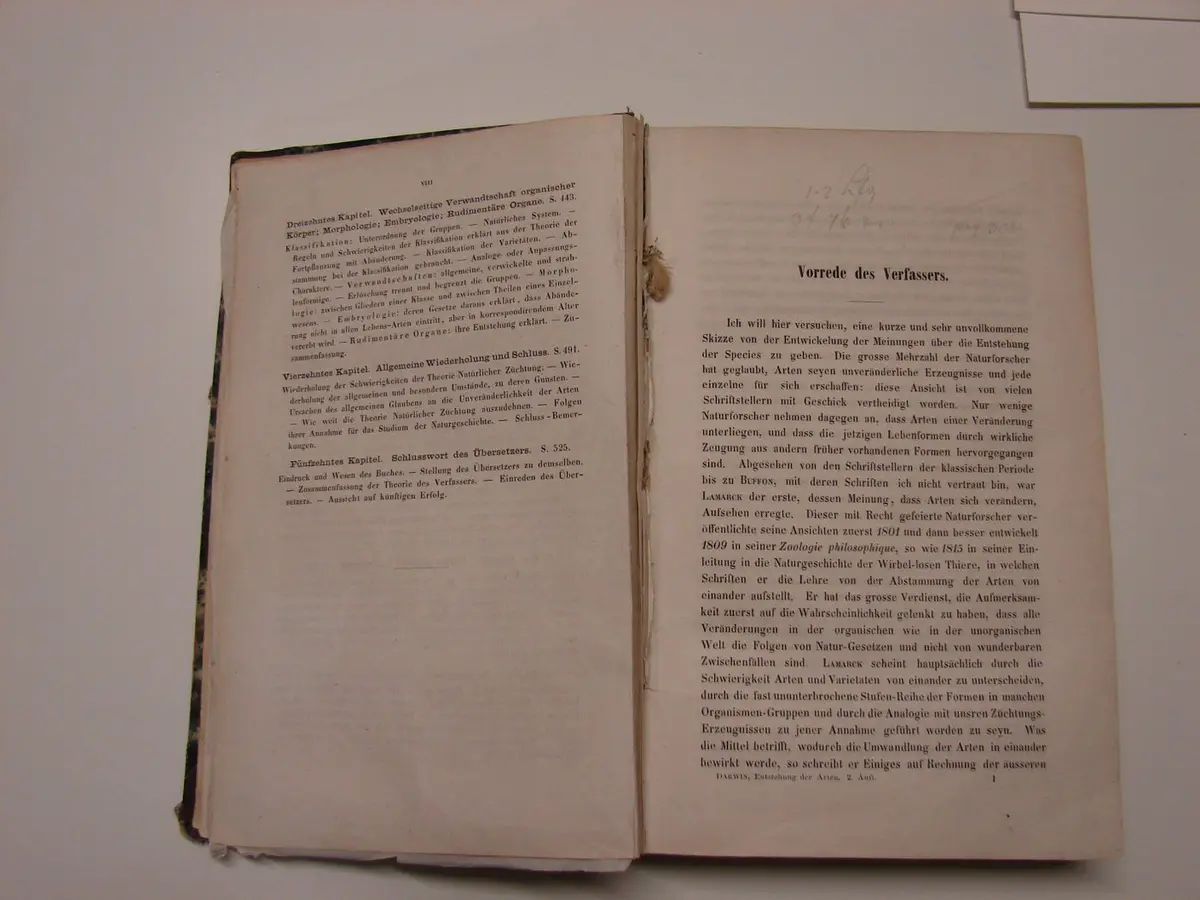 VIII
Dreizehntes Kapitel. Wechselseitige Verwandtschaft organischer
Körper; Morphologie; Embryologie; Rudimentäre Organe. S. 443.
Klassifikation: Unterordnung der Gruppen. — Natürliches System. —
Regeln und Schwierigkeiten der Klassifikation erklärt aus der Theorie der
Fortpflanzung mit Abänderung. — Klassifikation der Varietäten. — Ab-
stammung bei der Klassifikation gebraucht. — Analoge oder Anpassungs-
Charaktere. — Verwandtschaften: allgemeine, verwickelte und strah-
lenförmige. — Erlöschung trennt und begrenzt die Gruppen. — Morpho-
logie: zwischen Gliedern einer Klasse und zwischen Theilen eines Einzel-
wesens. — Embryologie: deren Gesetze daraus erklärt, dass Abände-
rung nicht in allen Lebens-Arten eintritt, aber in korrespondirendem Alter
vererbt wird — Rudimentäre Organe: ihre Entstehung erklärt. — Zu-
sammenfassung.
Vierzehntes Kapitel. Allgemeine Wiederholung und Schluss. S. 491.
Wiederholung der Schwierigkeiten der Theorie Natürlicher Züchtung. — Wie-
derholung der allgemeinen und besondern Umstände, zu deren Gunsten. —
Ursachen des allgemeinen Glaubens an die Unveränderlichkeit der Arten
— Wie weit die Theorie Natürlicher Züchtung auszudehnen. — Folgen
ihrer Annahme für das Studium der Naturgeschichte. — Schluss-Bemer-
kungen.
Fünfzehntes Kapitel. Schlusswort des Übersetzers. S. 525.
Eindruck und Wesen des Buches. — Stellung des Übersetzers zu demselben.
— Zusammenfassung der Theorie des Verfassers. — Einreden des Über-
setzers. — Aussicht auf künftigen Erfolg.
Vorrede des Verfassers.
Ich will hier versuchen, eine kurze und sehr unvollkommene
Skizze von der Entwickelung der Meinungen über die Entstehung
der Species zu geben. Die grosse Mehrzahl der Naturforscher
hat geglaubt, Arten seyen unveränderliche Erzeugnisse und jede
einzelne für sich erschaffen: diese Ansicht ist von vielen
Schriftstellern mit Geschick vertheidigt worden. Nur wenige
Naturforscher nehmen dagegen an, dass Arten einer Veränderung
unterliegen, und dass die jetzigen Lebenformen durch wirkliche
Zeugung aus andern früher vorhandenen Formen hervorgegangen
sind. Abgesehen von den Schriftstellern der klassischen Periode
bis zu BUFFON, mit deren Schriften ich nicht vertraut bin, war
LAMARCK der erste, dessen Meinung, dass Arten sich verändern,
Aufsehen erregte. Dieser mit Recht gefeierte Naturforscher ver-
öffentlichte seine Ansichten zuerst 1801 und dann besser entwickelt
1809 in seiner Zoologie philosophique, so wie 1815 in seiner Ein-
leitung in die Naturgeschichte der Wirbel-losen Thiere, in welchen
Schriften er die Lehre von der Abstammung der Arten von
einander aufstellt. Er hat das grosse Verdienst, die Aufmerksam-
keit zuerst auf die Wahrscheinlichkeit gelenkt zu haben, dass alle
Veränderungen in der organischen wie in der unorganischen
Welt die Folgen von Natur-Gesetzen und nicht von wunderbaren
Zwischenfällen sind. LAMARCK scheint hauptsächlich durch die
Schwierigkeit Arten und Varietäten von einander zu unterscheiden,
durch die fast ununterbrochene Stufen-Reihe der Formen in manchen
Organismen-Gruppen und durch die Analogie mit unsren Züchtungs-
Erzeugnissen zu jener Annahme geführt worden zu seyn. Was
die Mittel betrifft, wodurch die Umwandlung der Arten in einander
bewirkt werde, so schreibt er Einiges auf Rechnung der äusseren
DARWIN, Entstehung der Arten. 2. Aufl. 1